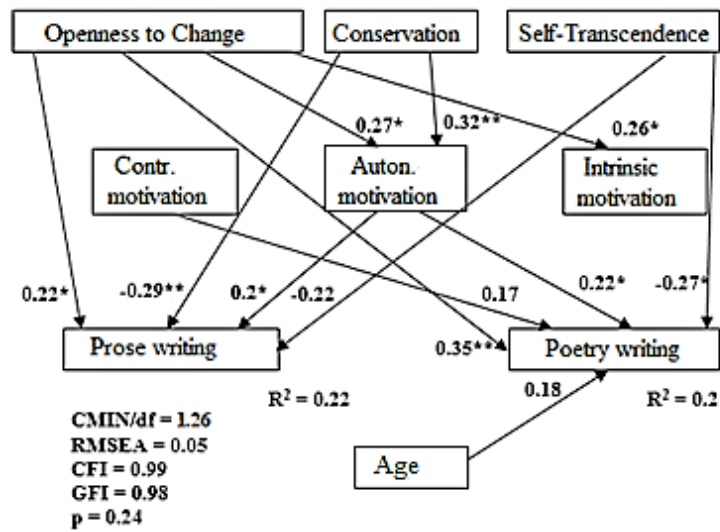 Openness to Change
Conservation
Self-Transcendence
0.27*
0.32**
0.26*
Contr.
motivation
Auton.
motivation
Intrinsic
motivation
0.22*
-0.29**
0.2*
-0.22
0.17
0.22*
-0.27*
Prose writing
0.35**
Poetry writing
R² = 0.22
0.18
R² = 0.2
CMIN/df = 1.26
RMSEA = 0.05
CFI = 0.99
GFI = 0.98
p = 0.24
Age